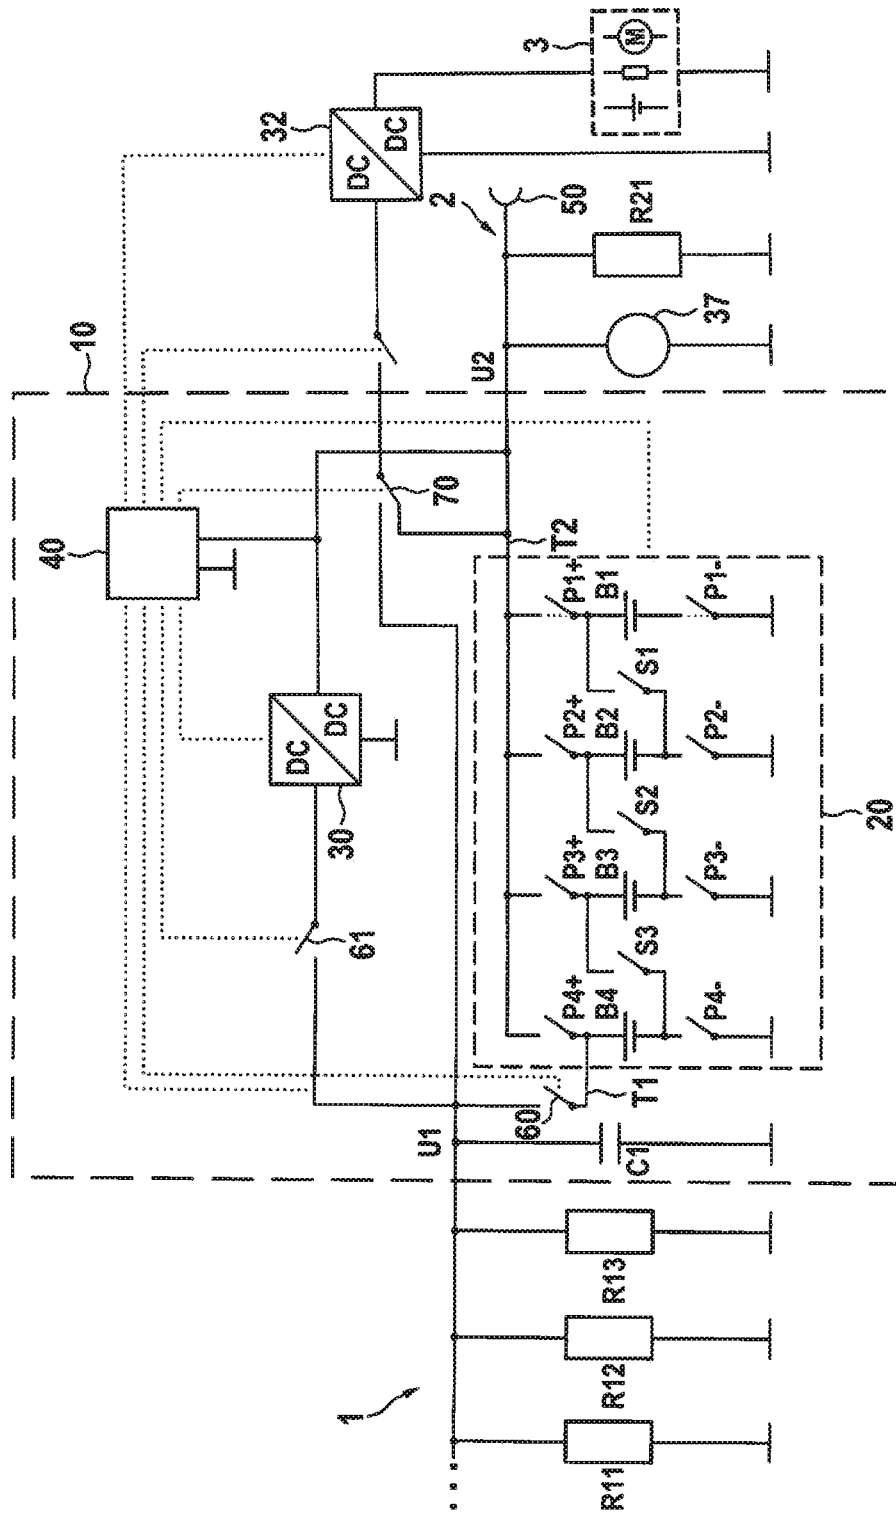 10
40
32
DC
DC
3
M
61
DC
DC
30
70
2
50
U1
U2
1
T2
60
T1
C1
R11
R12
R13
P4+
P3+
P2+
P1+
B4
B3
B2
B1
S3
S2
S1
P4-
P3-
P2-
P1-
20
37
R21